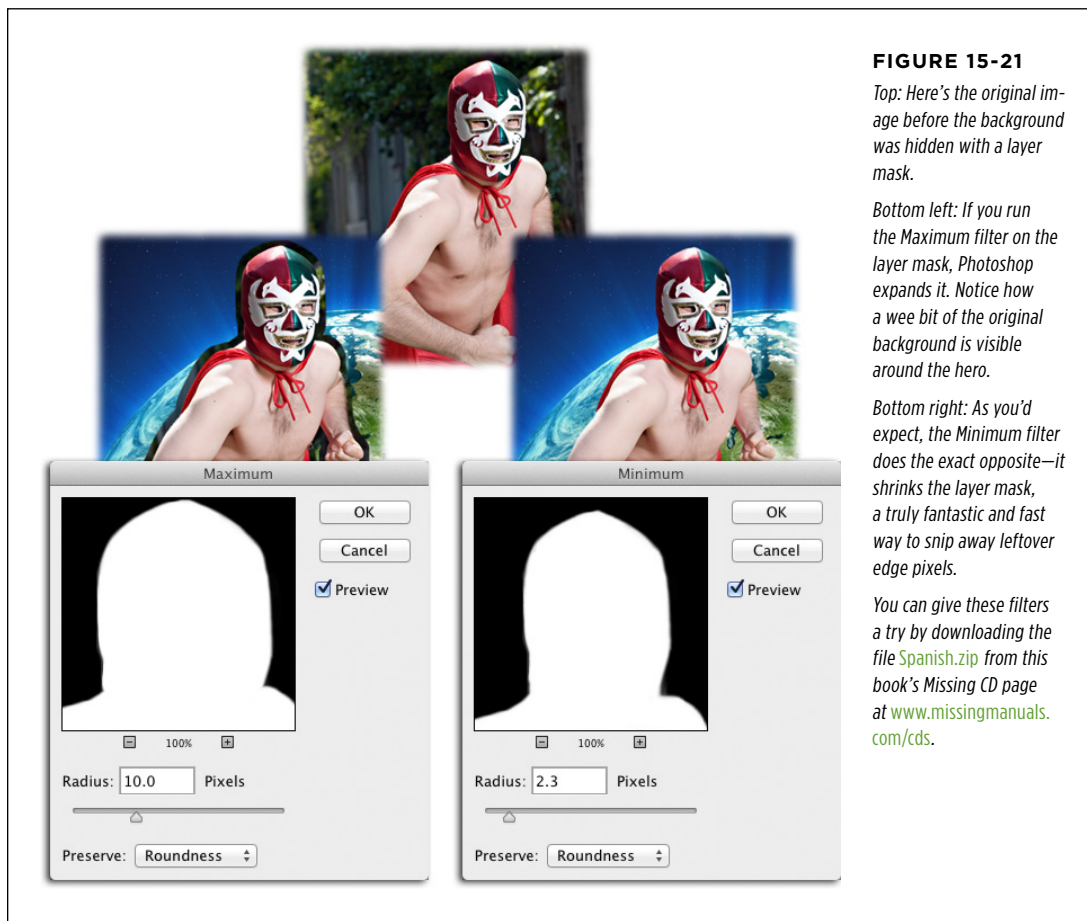 FIGURE 15-21
Top: Here's the original im-
age before the background
was hidden with a layer
mask.
Bottom left: If you run
the Maximum filter on the
layer mask, Photoshop
expands it. Notice how
a wee bit of the original
background is visible
around the hero.
Bottom right: As you'd
expect, the Minimum filter
does the exact opposite—it
shrinks the layer mask,
a truly fantastic and fast
way to snip away leftover
edge pixels.
You can give these filters
a try by downloading the
file Spanish.zip from this
book's Missing CD page
at www.missingmanuals.
com/cds.
Maximum
OK
Cancel
Preview
100%
Radius: 10.0 Pixels
Preserve: Roundness
Minimum
OK
Cancel
Preview
100%
Radius: 2.3 Pixels
Preserve: Roundness